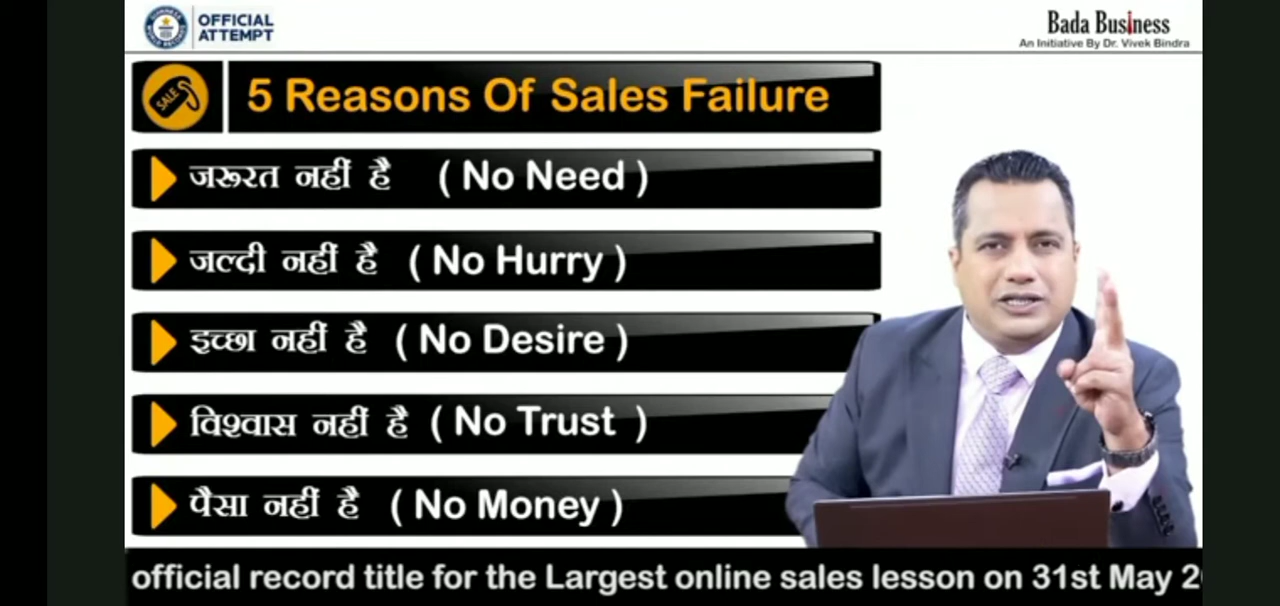 OFFICIAL
ATTEMPT
Bada Business
An Initiative By Dr. Vivek Bindra
SALE
5 Reasons Of Sales Failure
जरूरत नहीं है ( No Need )
जल्दी नहीं है ( No Hurry )
इच्छा नहीं है ( No Desire )
विश्वास नहीं है ( No Trust )
पैसा नहीं है ( No Money )
official record title for the Largest online sales lesson on 31st May